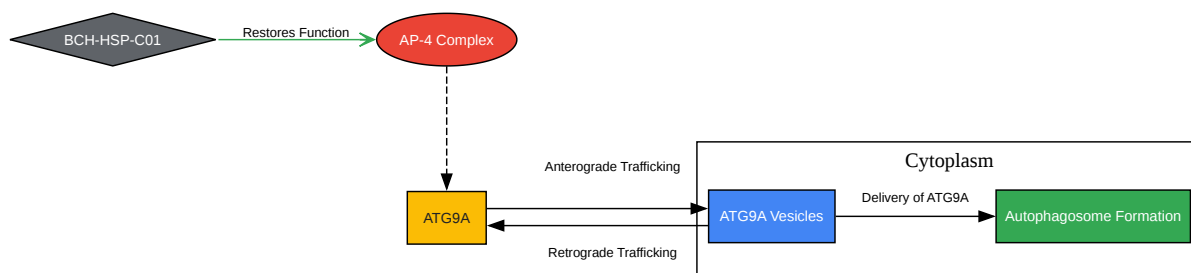 BCH-HSP-C01
Restores Function
AP-4 Complex
Cytoplasm
Anterograde Trafficking
ATG9A
ATG9A Vesicles
Delivery of ATG9A
Autophagosome Formation
Retrograde Trafficking